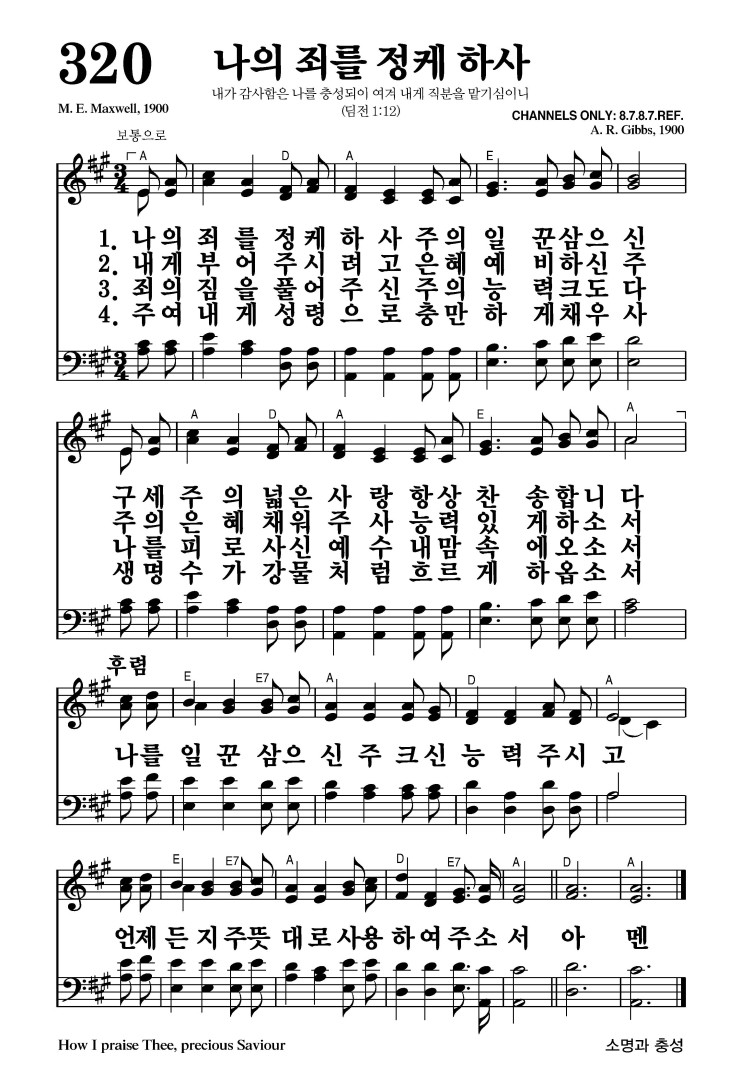 320
나의 죄를 정케 하사
내가 감사함은 나를 충성되이 여겨 내게 직분을 맡기심이니
(딤전 1:12)
M. E. Maxwell, 1900
CHANNELS ONLY: 8.7.8.7.REF.
A. R. Gibbs, 1900
보통으로
A D A E
3 4
1. 나의 죄 를 정케 하 사 주의 일 꾼삼으 신
2. 내게 부 어 주시 려 고 은혜 예 비하신 주
3. 죄의 짐 을 풀어 주 신 주의 능 력크도 다
4. 주여 내 게 성령 으 로 충만 하 게채우 사
3 4
A D A E A
구세 주 의 넓은 사 랑 항상 찬 송합니 다
주의 은 혜 채워 주 사 능력 있 게하소 서
나를 피 로 사신 예 수 내맘 속 에오소 서
생명 수 가 강물 처 럼 흐르 게 하옵소 서
후렴
E E7 A D A
나를 일 꾼 삼으 신 주 크신 능 력 주시 고
E E7 A D E7 A D A
언제 든 지 주뜻 대 로 사용 하 여 주소 서 아 멘
How I praise Thee, precious Saviour
소명과 충성